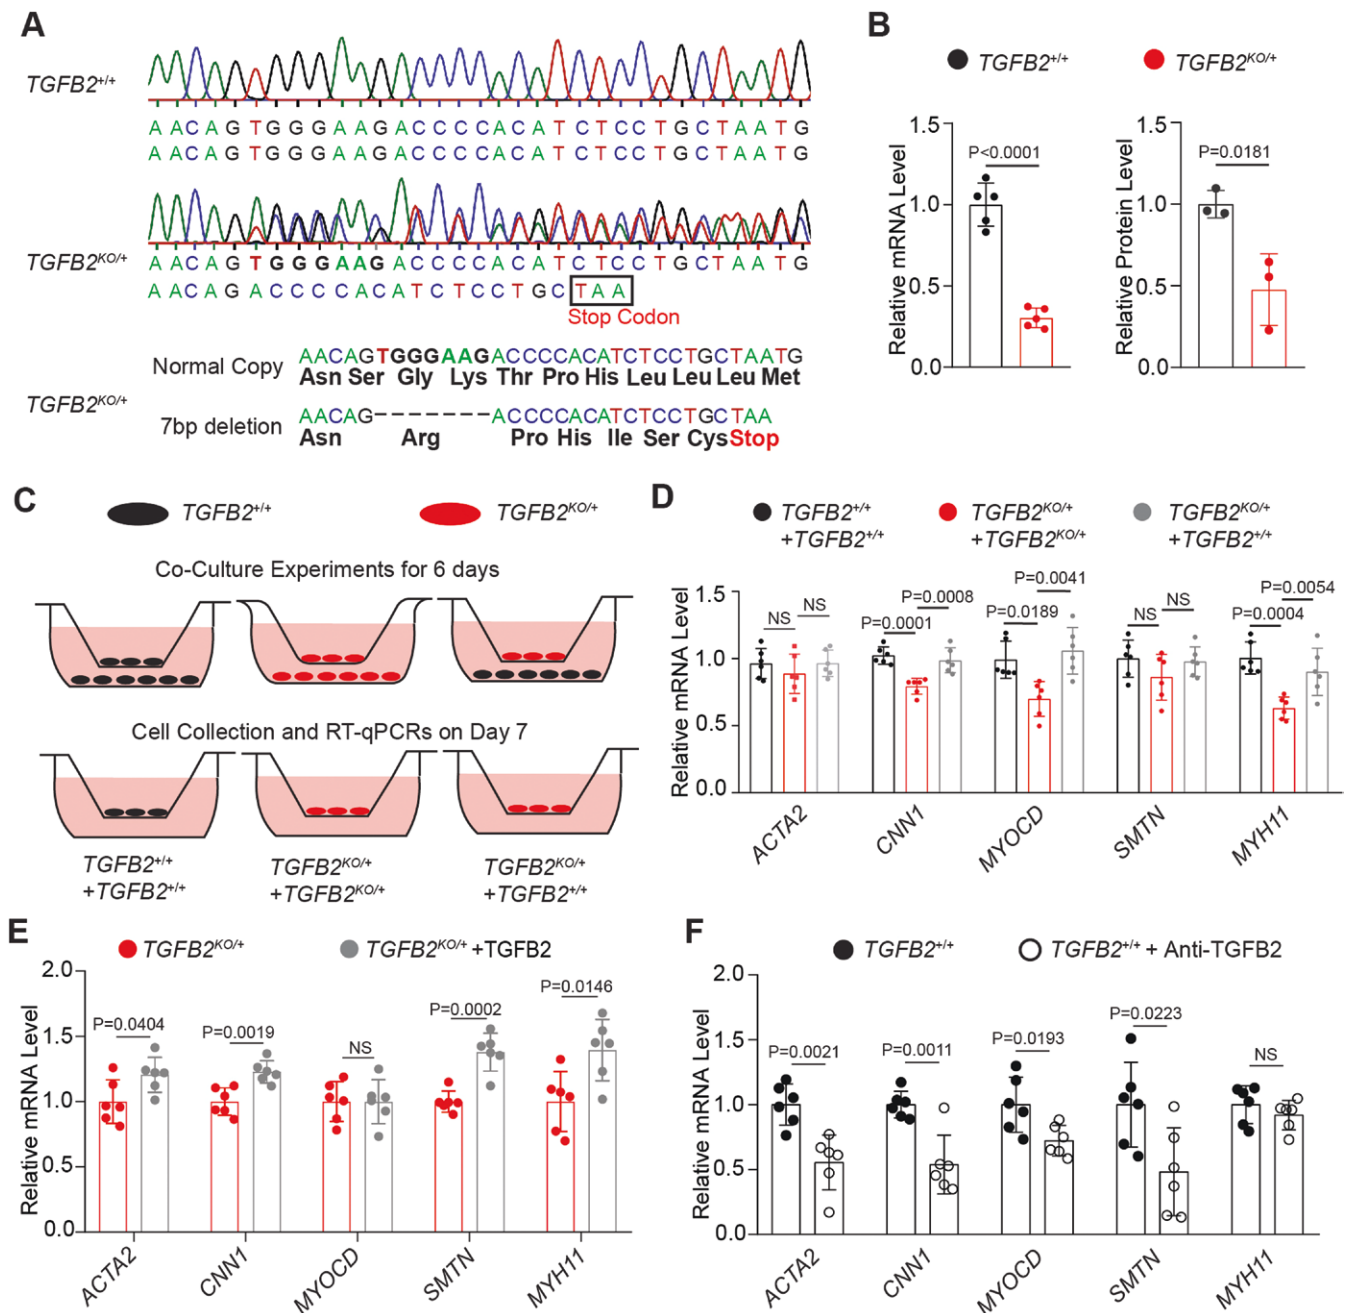 A
TGFB2+/+
A A C A G T G G G A A G A C C C C A C A T C T C C T G C T A A T G
A A C A G T G G G A A G A C C C C A C A T C T C C T G C T A A T G
TGFB2KO/+
A A C A G T G G G A A G A C C C C A C A T C T C C T G C T A A T G
A A C A G A C C C C A C A T C T C C T G C T A A
Stop Codon
Normal Copy
AACAGTGGGAAGACCCCACATCTCCTGCTAATG
Asn Ser Gly Lys Thr Pro His Leu Leu Leu Met
TGFB2KO/+
7bp deletion
AACAG-------ACCCCACATCTCCTGCTAA
Asn Arg Pro His Ile Ser Cys Stop
B
TGFB2+/+
TGFB2KO/+
Relative mRNA Level
1.5
1.0
0.5
0.0
P<0.0001
Relative Protein Level
1.5
1.0
0.5
0.0
P=0.0181
C
TGFB2+/+
TGFB2KO/+
Co-Culture Experiments for 6 days
Cell Collection and RT-qPCRs on Day 7
TGFB2+/+
+TGFB2+/+
TGFB2KO/+
+TGFB2KO/+
TGFB2KO/+
+TGFB2+/+
D
TGFB2+/+
+TGFB2+/+
TGFB2KO/+
+TGFB2KO/+
TGFB2KO/+
+TGFB2+/+
Relative mRNA Level
1.5
1.0
0.5
0.0
NS
NS
P=0.0001
P=0.0008
P=0.0189
P=0.0041
NS
NS
P=0.0004
P=0.0054
ACTA2
CNN1
MYOCD
SMTN
MYH11
E
TGFB2KO/+
TGFB2KO/+ +TGFB2
Relative mRNA Level
2.0
1.5
1.0
0.5
0.0
P=0.0404
P=0.0019
NS
P=0.0002
P=0.0146
ACTA2
CNN1
MYOCD
SMTN
MYH11
F
TGFB2+/+
TGFB2+/+ + Anti-TGFB2
Relative mRNA Level
2.0
1.5
1.0
0.5
0.0
P=0.0021
P=0.0011
P=0.0193
P=0.0223
NS
ACTA2
CNN1
MYOCD
SMTN
MYH11